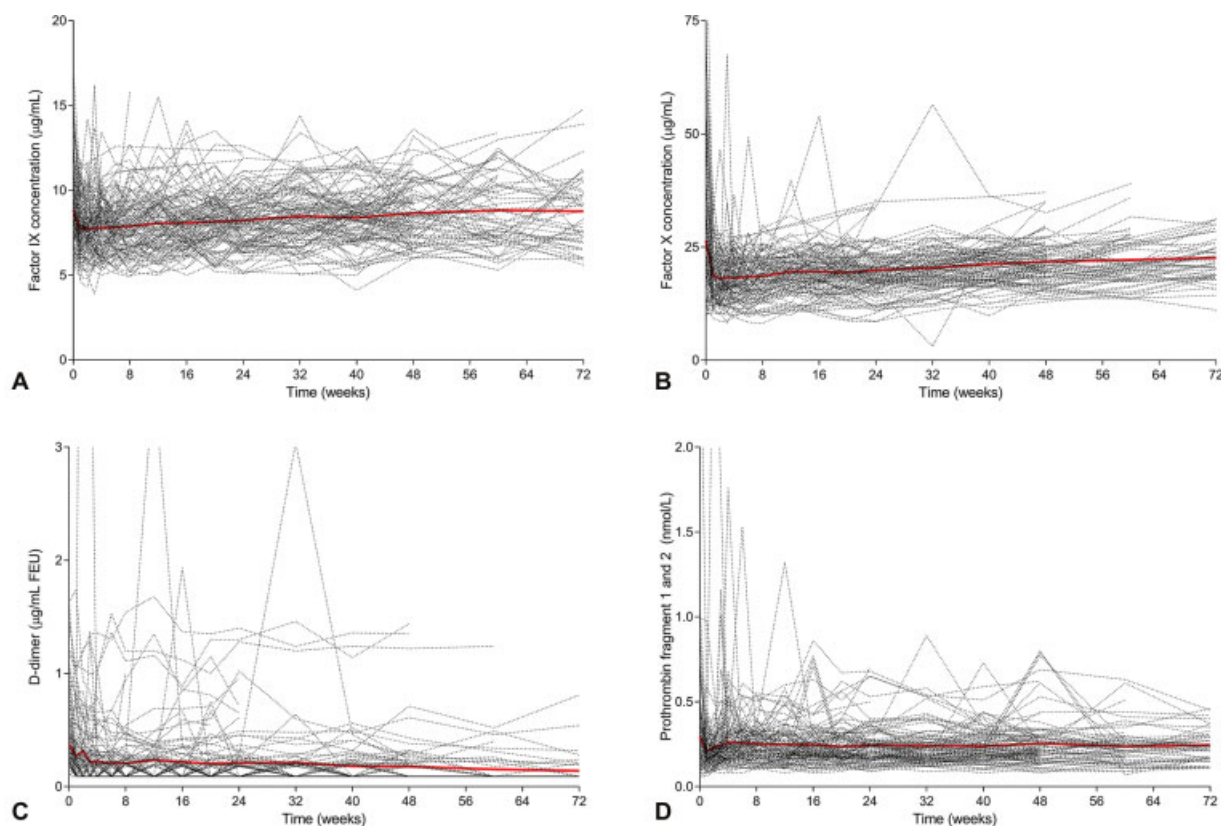 20
15
10
5
0
Factor IX concentration (µg/mL)
0 8 16 24 32 40 48 56 64 72
Time (weeks)
A
75
50
25
0
Factor X concentration (µg/mL)
0 8 16 24 32 40 48 56 64 72
Time (weeks)
B
3
2
1
0
D-dimer (µg/mL FEU)
0 8 16 24 32 40 48 56 64 72
Time (weeks)
C
2.0
1.5
1.0
0.5
0.0
Prothrombin fragment 1 and 2 (nmol/L)
0 8 16 24 32 40 48 56 64 72
Time (weeks)
D